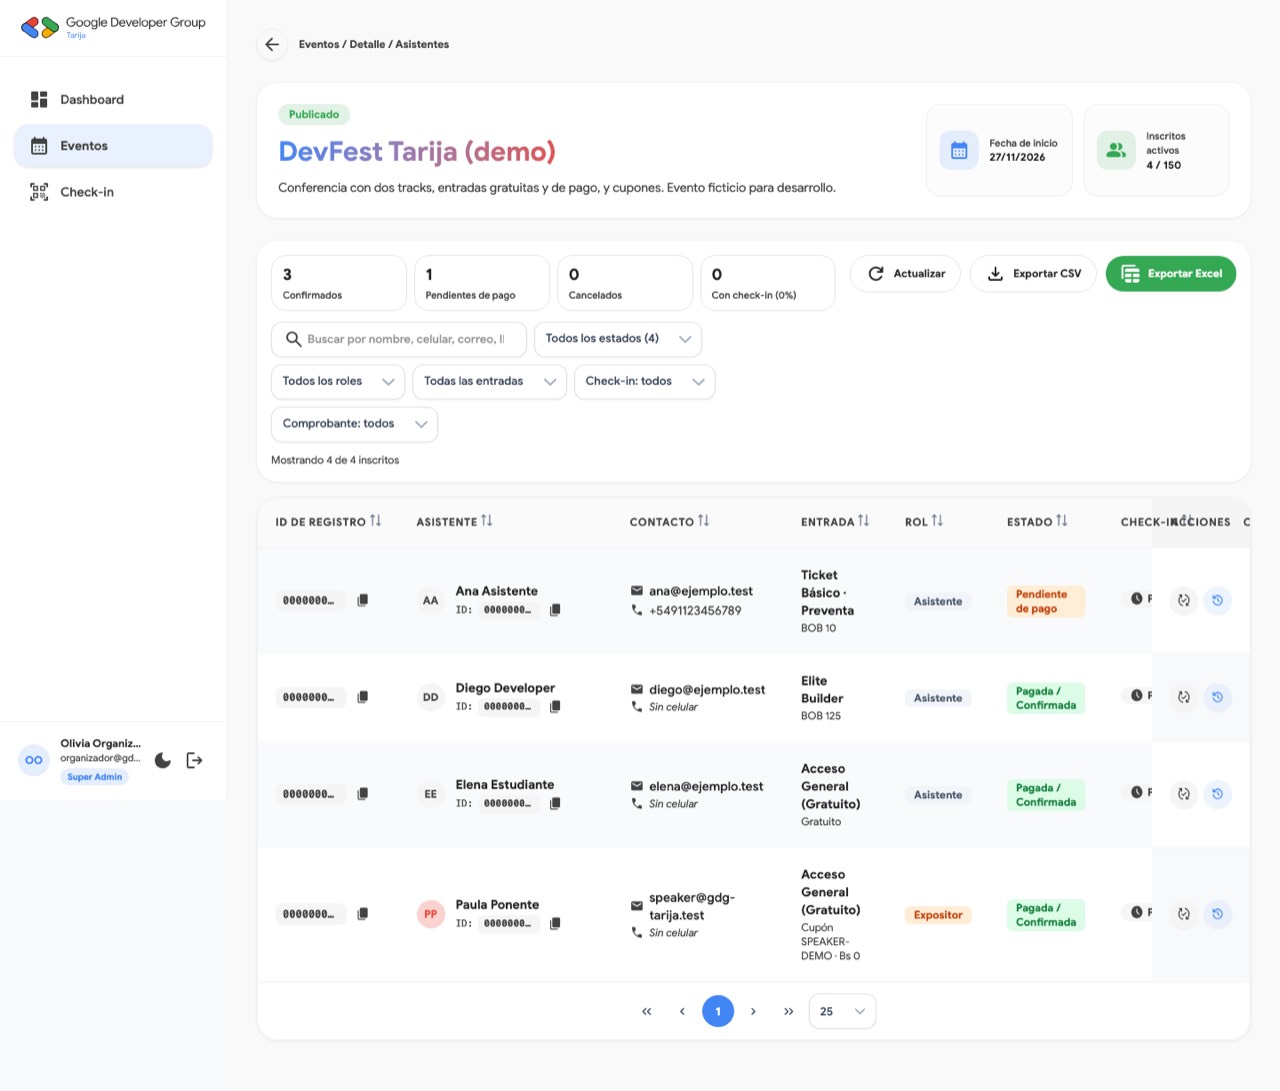 Google Developer Group
Tarija
Dashboard
Eventos
Check-in
Olivia Organiz...
organizador@gd...
Super Admin
OO
Eventos / Detalle / Asistentes
Publicado
DevFest Tarija (demo)
Conferencia con dos tracks, entradas gratuitas y de pago, y cupones. Evento ficticio para desarrollo.
Fecha de inicio
27/11/2026
Inscritos
activos
4 / 150
3
Confirmados
1
Pendientes de pago
0
Cancelados
0
Con check-in (0%)
Actualizar
Exportar CSV
Exportar Excel
Buscar por nombre, celular, correo,
Todos los estados (4)
Todos los roles
Todas las entradas
Check-in: todos
Comprobante: todos
Mostrando 4 de 4 inscritos
ID DE REGISTRO ASISTENTE CONTACTO ENTRADA ROL ESTADO ACCIONES
0000000...
AA
Ana Asistente
ID: 0000000...
ana@ejemplo.test
+5491123456789
Ticket
Básico ·
Preventa
BOB 10
Asistente
Pendiente
de pago
0000000...
DD
Diego Developer
ID: 0000000...
diego@ejemplo.test
Sin celular
Elite
Builder
BOB 125
Asistente
Pagada /
Confirmada
0000000...
EE
Elena Estudiante
ID: 0000000...
elena@ejemplo.test
Sin celular
Acceso
General
(Gratuito)
Gratuito
Asistente
Pagada /
Confirmada
0000000...
PP
Paula Ponente
ID: 0000000...
speaker@gdg-
tarija.test
Sin celular
Acceso
General
(Gratuito)
Cupón
SPEAKER-
DEMO · Bs 0
Expositor
Pagada /
Confirmada
« ‹ 1 › » 25